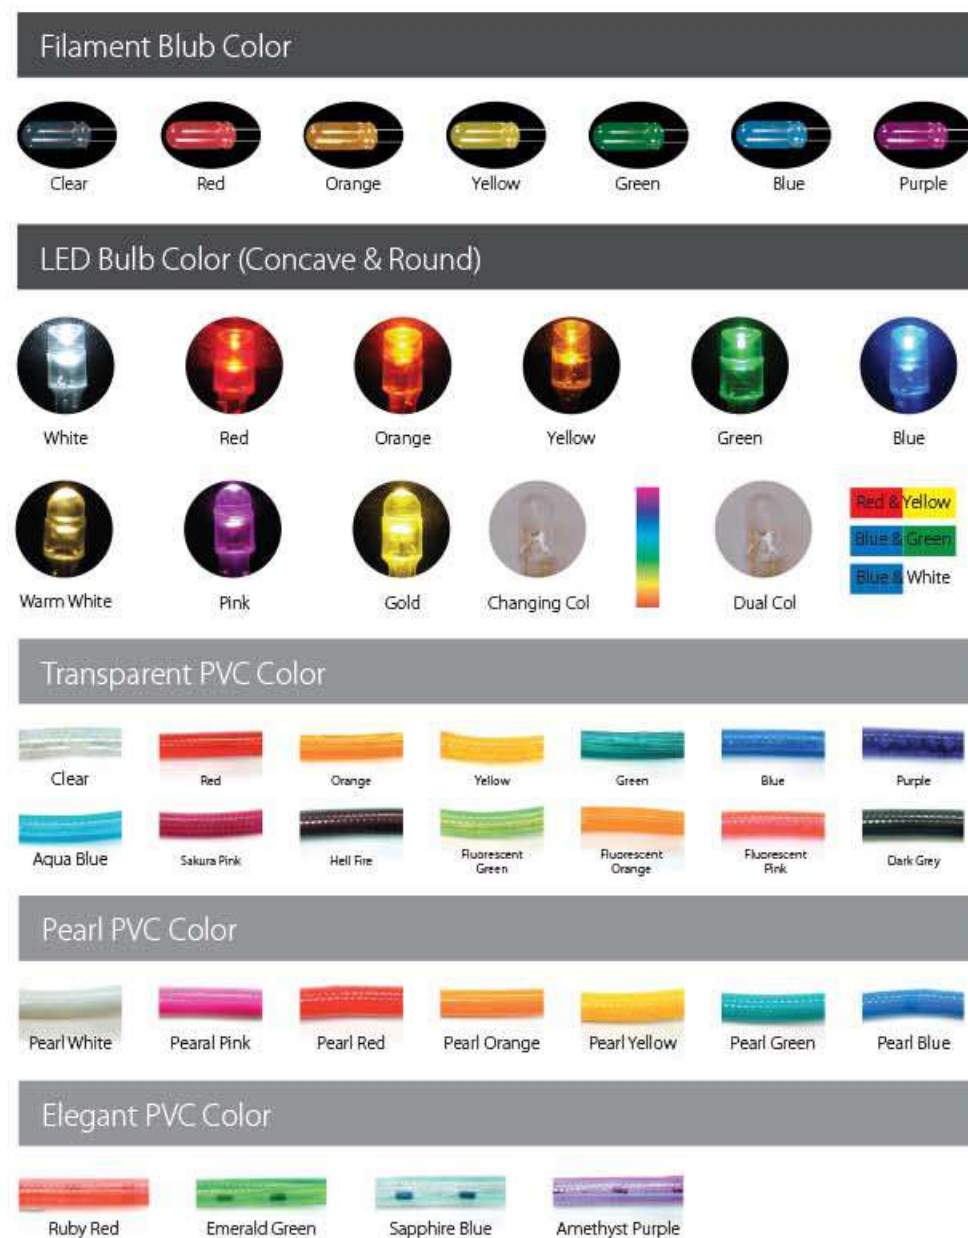 Filament Blub Color
Clear Red Orange Yellow Green Blue Purple
LED Bulb Color (Concave & Round)
White Red Orange Yellow Green Blue
Red & Yellow
Blue & Green
Blue & White
Warm White Pink Gold Changing Col Dual Col
Transparent PVC Color
Clear Red Orange Yellow Green Blue Purple
Aqua Blue Sakura Pink Hell Fire Fluorescent Green Fluorescent Orange Fluorescent Pink Dark Grey
Pearl PVC Color
Pearl White Pearal Pink Pearl Red Pearl Orange Pearl Yellow Pearl Green Pearl Blue
Elegant PVC Color
Ruby Red Emerald Green Sapphire Blue Amethyst Purple